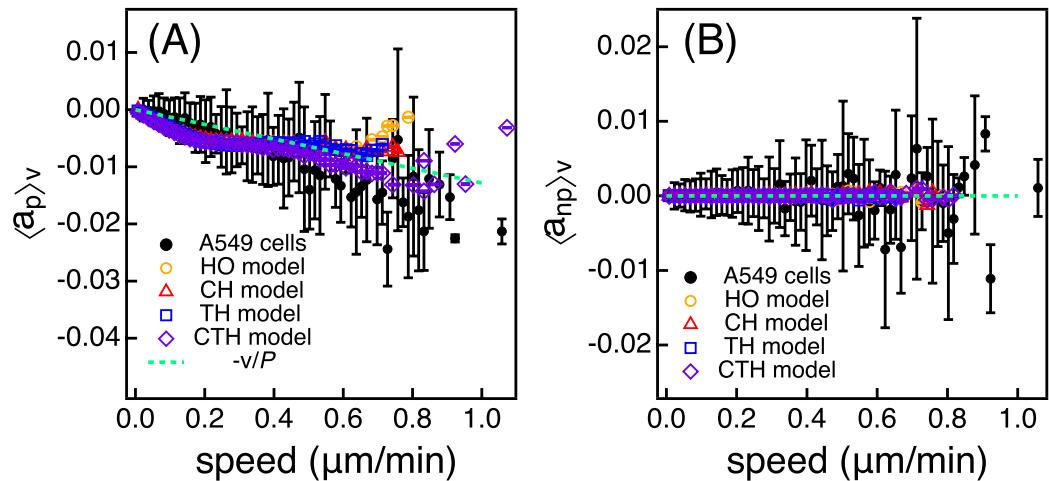 (A)
0.01
0.00
-0.01
-0.02
-0.03
-0.04
⟨ap⟩v
A549 cells
HO model
CH model
TH model
CTH model
-v/P
0.0 0.2 0.4 0.6 0.8 1.0
speed (μm/min)
(B)
0.02
0.01
0.00
-0.01
-0.02
⟨anp⟩v
A549 cells
HO model
CH model
TH model
CTH model
0.0 0.2 0.4 0.6 0.8 1.0
speed (μm/min)